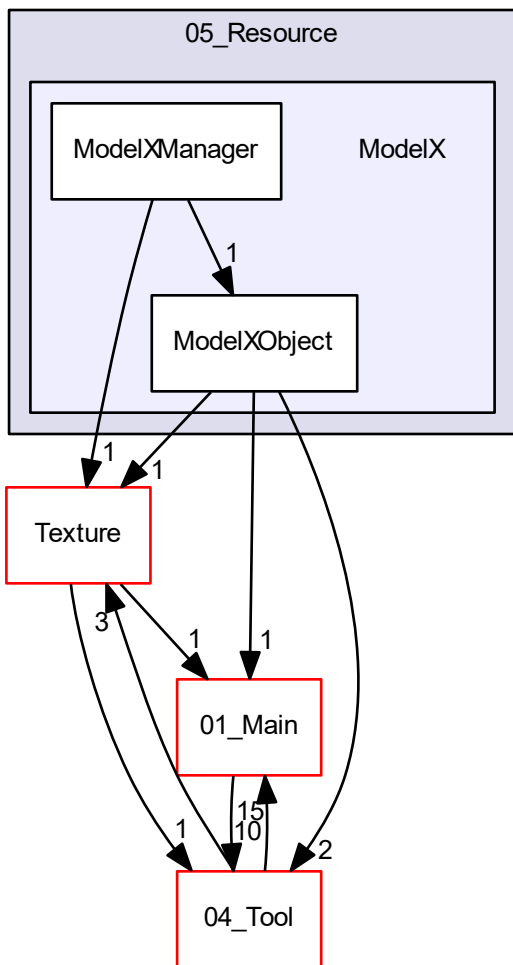 05_Resource
ModelXManager
ModelX
1
ModelXObject
1
1
Texture
3
1
1
01_Main
15
10
1
2
04_Tool